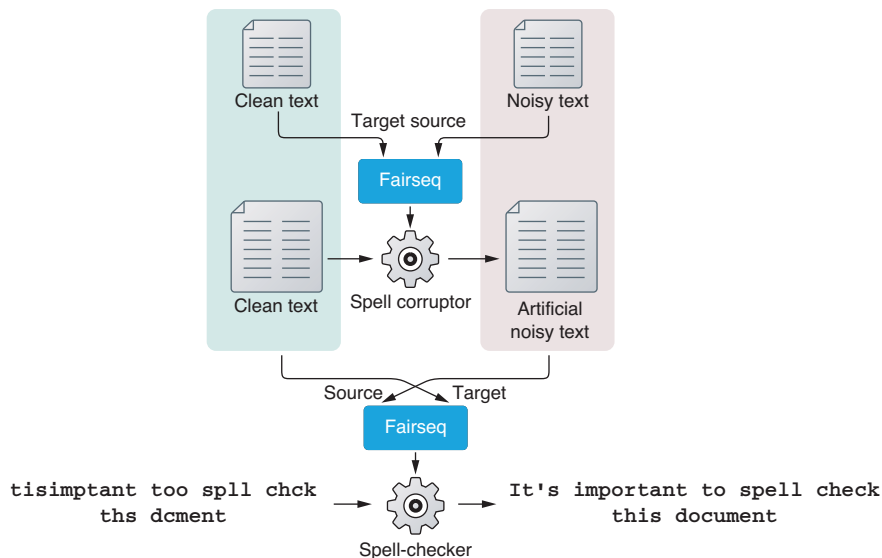 Clean text
Noisy text
Target source
Fairseq
Clean text
Spell corruptor
Artificial
noisy text
Source
Target
Fairseq
tisimptant too spll chck
ths dcment
It's important to spell check
this document
Spell-checker